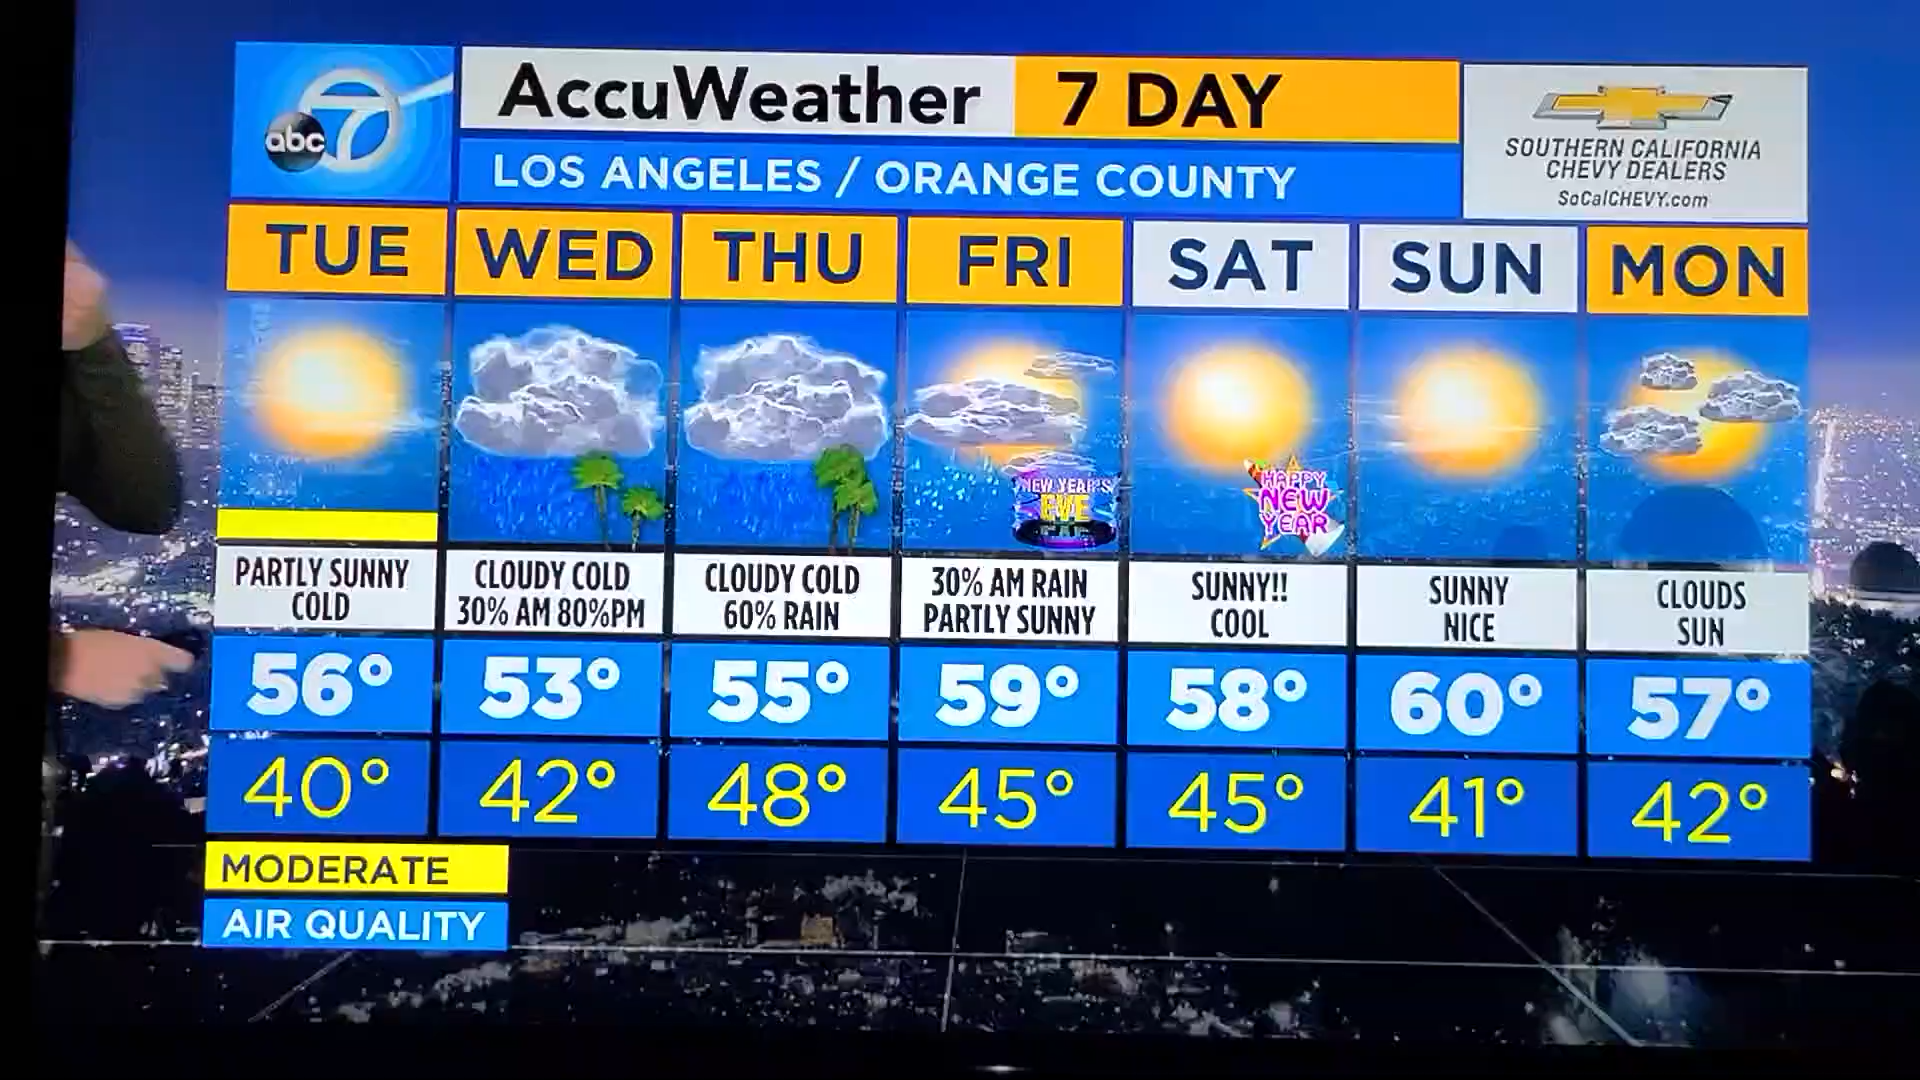 abc 7
AccuWeather 7 DAY
LOS ANGELES / ORANGE COUNTY
SOUTHERN CALIFORNIA
CHEVY DEALERS
SoCalCHEVY.com
TUE WED THU FRI SAT SUN MON
NEW YEAR'S
EVE
HAPPY
NEW
YEAR
PARTLY SUNNY
COLD
CLOUDY COLD
30% AM 80%PM
CLOUDY COLD
60% RAIN
30% AM RAIN
PARTLY SUNNY
SUNNY!!
COOL
SUNNY
NICE
CLOUDS
SUN
56° 53° 55° 59° 58° 60° 57°
40° 42° 48° 45° 45° 41° 42°
MODERATE
AIR QUALITY